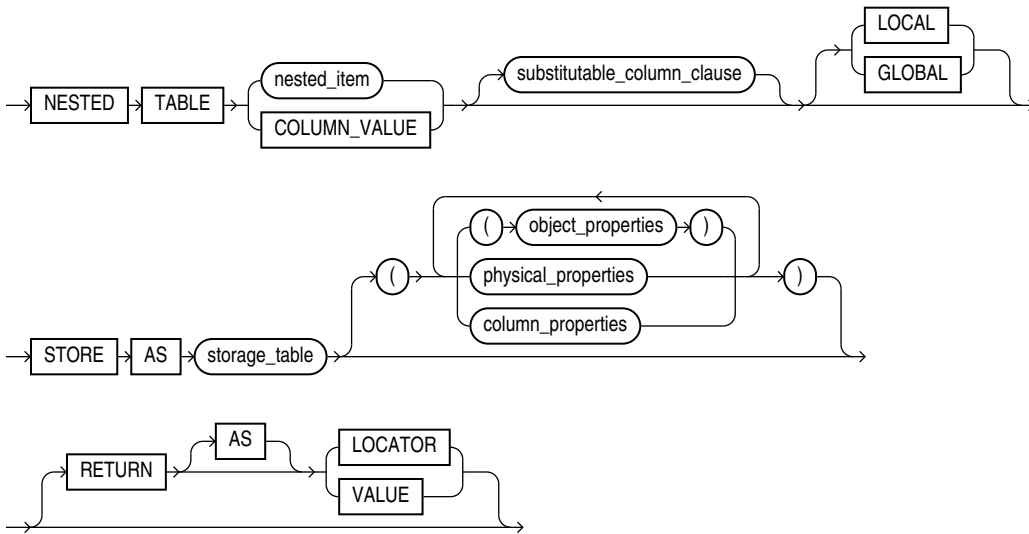 LOCAL
nested_item substitutable_column_clause GLOBAL
NESTED TABLE
COLUMN_VALUE
( object_properties )
( physical_properties )
column_properties
STORE AS storage_table
AS LOCATOR
RETURN
VALUE